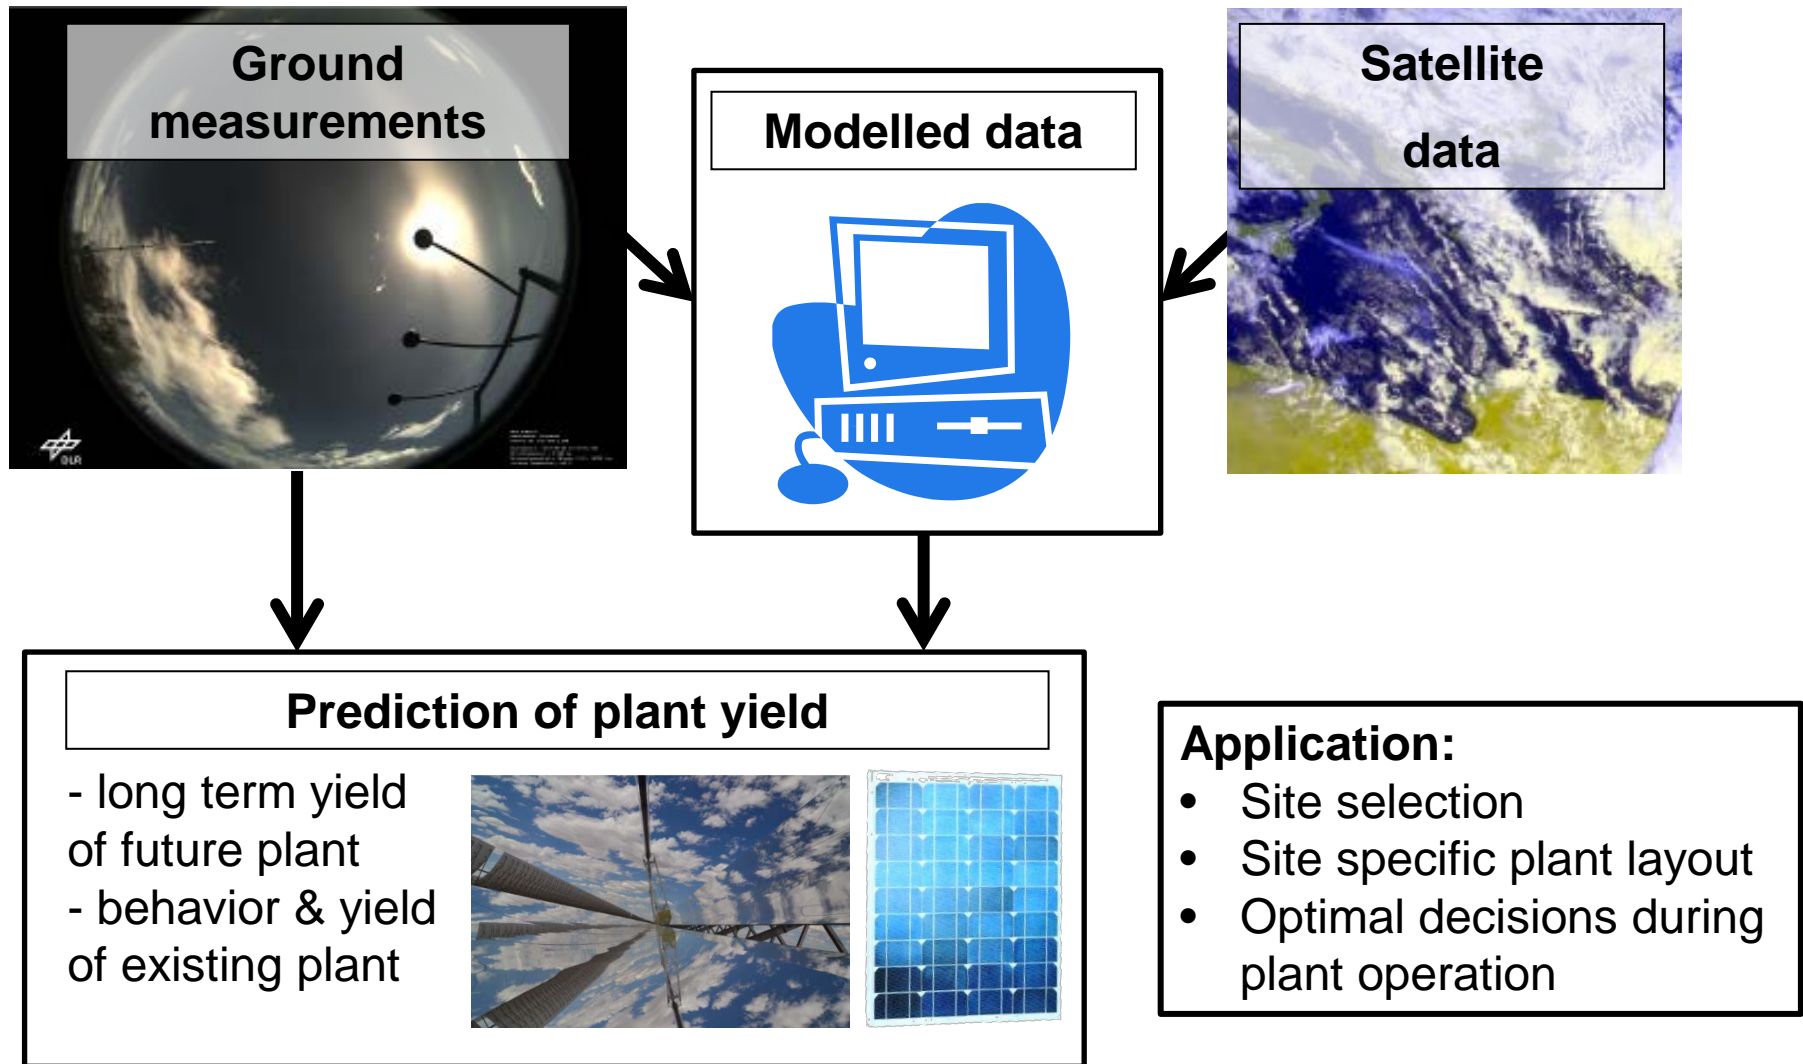 Ground
measurements
Modelled data
Satellite
data
DLR
Prediction of plant yield
- long term yield
of future plant
- behavior & yield
of existing plant
Application:
• Site selection
• Site specific plant layout
• Optimal decisions during
plant operation